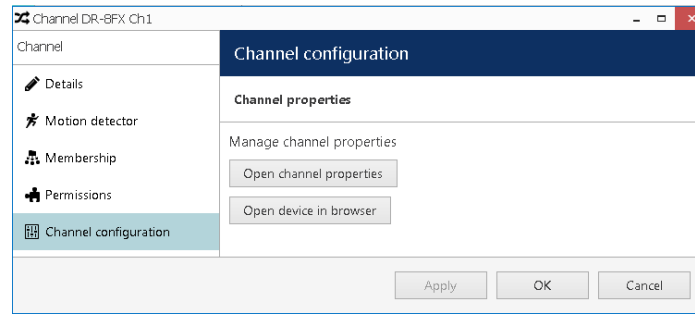 Channel DR-8FX Ch1
Channel
Channel configuration
Details
Channel properties
Motion detector
Manage channel properties
Membership
Open channel properties
Permissions
Open device in browser
Channel configuration
Apply OK Cancel